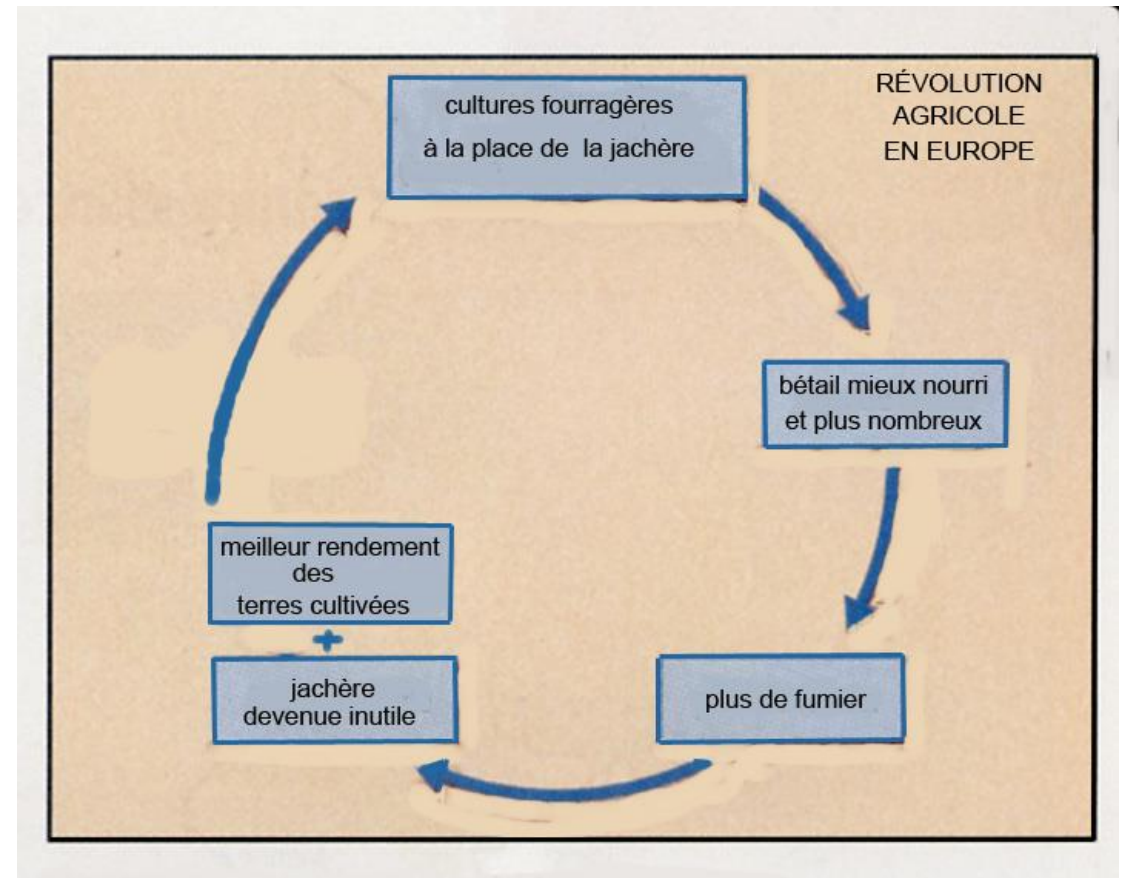 RÉVOLUTION
AGRICOLE
EN EUROPE
cultures fourragères
à la place de la jachère
bétail mieux nourri
et plus nombreux
plus de fumier
meilleur rendement
des
terres cultivées
+
jachère
devenue inutile